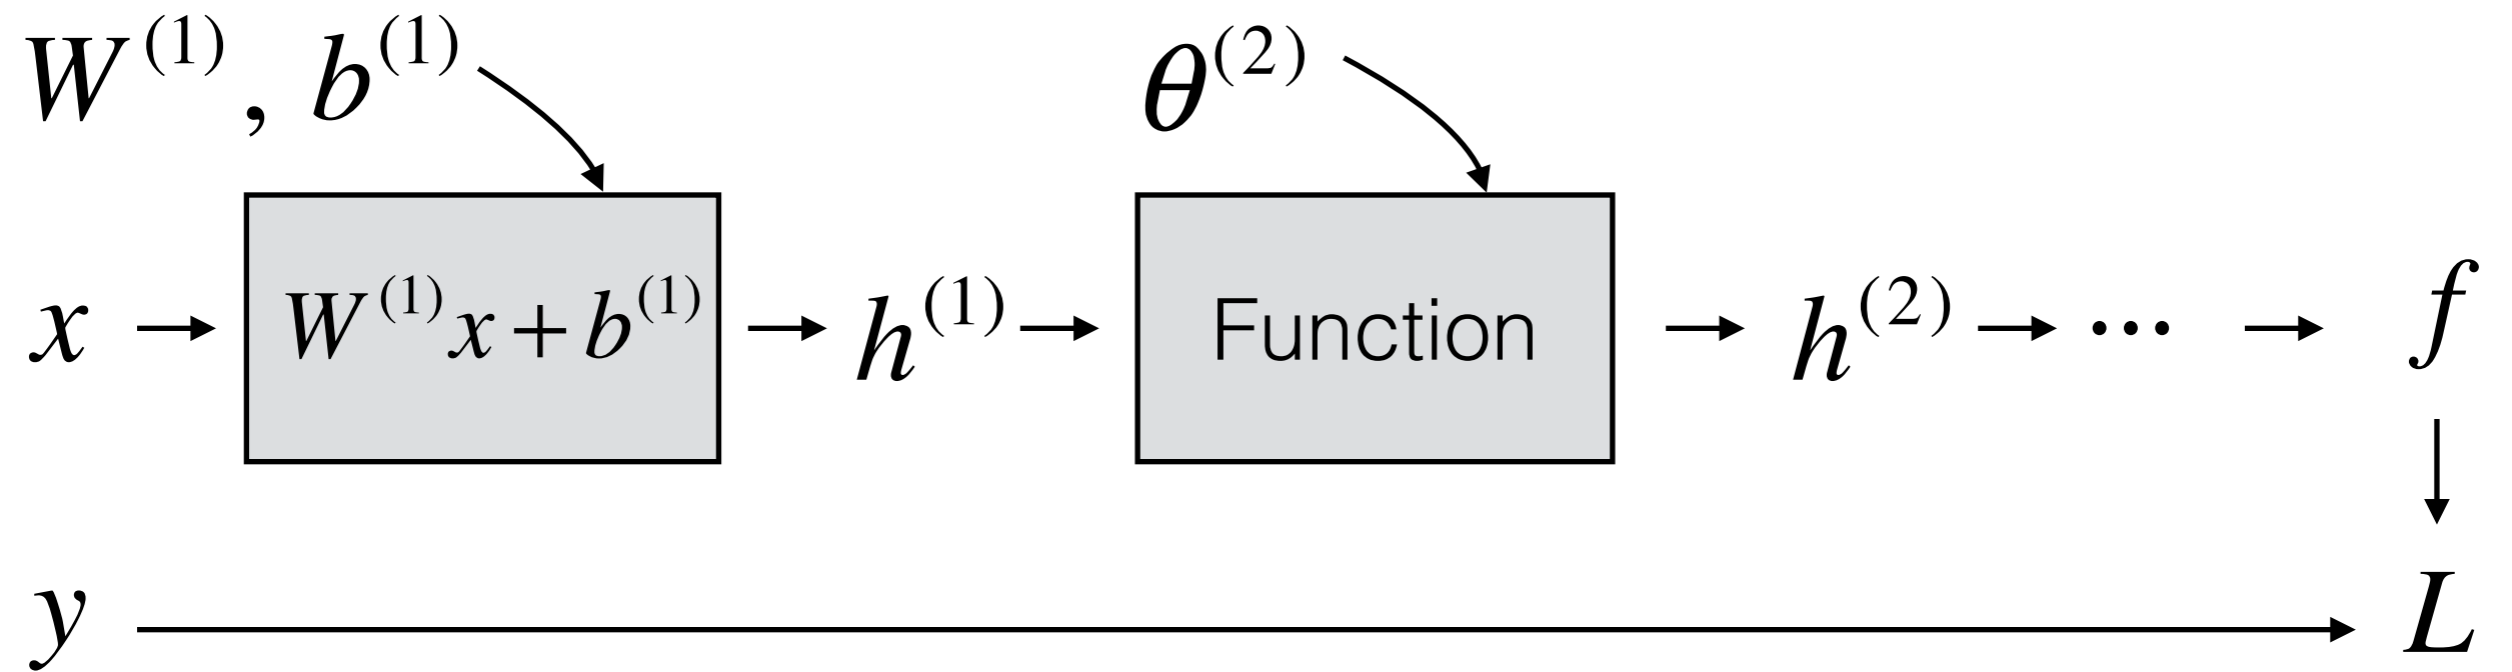 W⁽¹⁾, b⁽¹⁾ θ⁽²⁾
x W⁽¹⁾x + b⁽¹⁾ h⁽¹⁾ Function h⁽²⁾ ••• f
y L